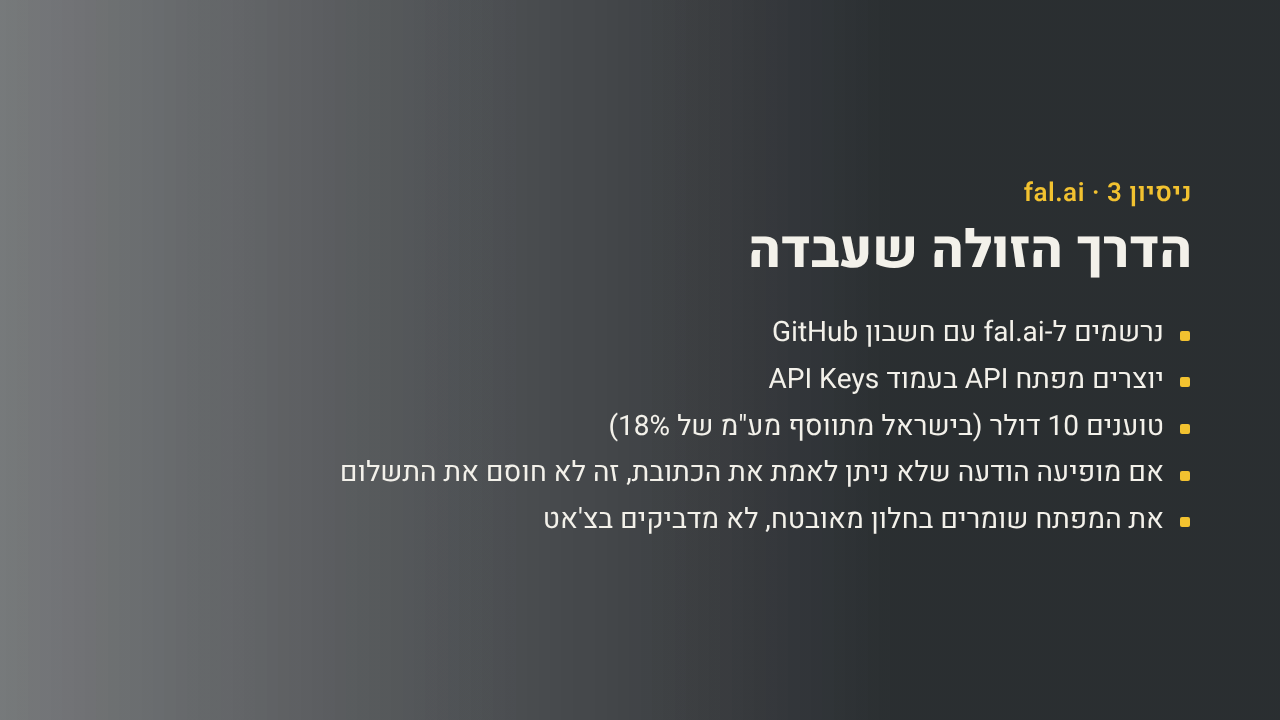 ניסיון 3 · fal.ai
הדרך הזולה שעבדה
נרשמים ל-fal.ai עם חשבון GitHub
יוצרים מפתח API בעמוד API Keys
טוענים 10 דולר (בישראל מתווסף מע"מ של 18%)
אם מופיעה הודעה שלא ניתן לאמת את הכתובת, זה לא חוסם את התשלום
את המפתח שומרים בחלון מאובטח, לא מדביקים בצ'אט